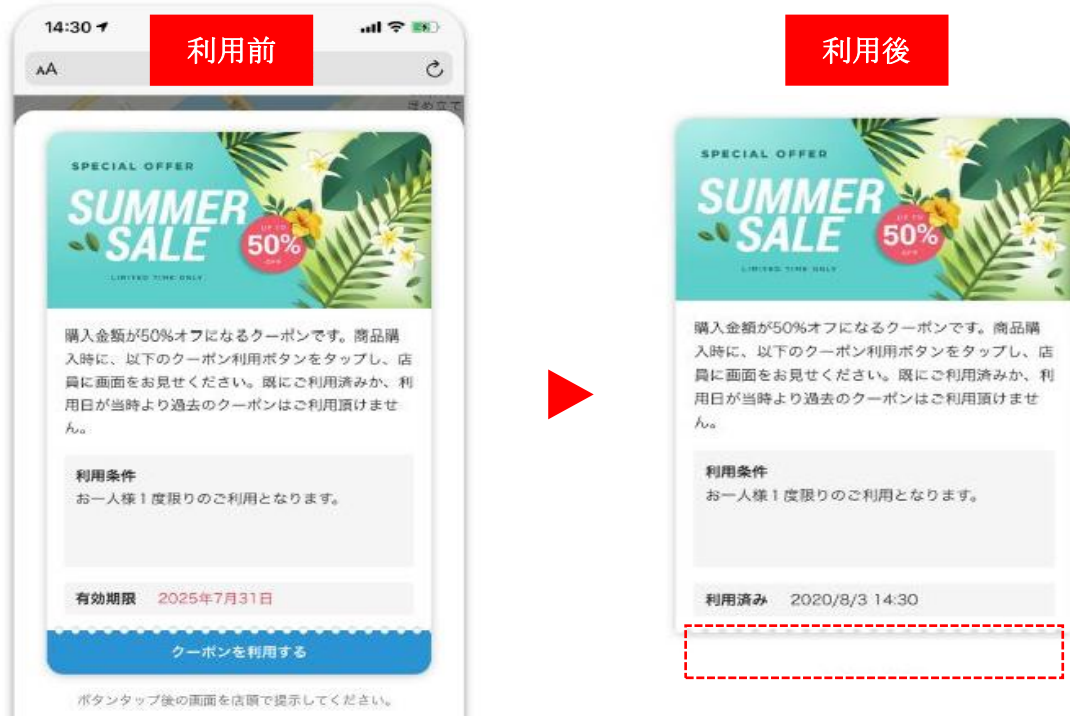 14:30
利用前
AA
埋め立て
SPECIAL OFFER
SUMMER
SALE
UP TO
50%
OFF
LIMITED TIME ONLY
購入金額が50%オフになるクーポンです。商品購
入時に、以下のクーポン利用ボタンをタップし、店
員に画面をお見せください。既にご利用済みか、利
用日が当時より過去のクーポンはご利用頂けませ
ん。
利用条件
お一人様1度限りのご利用となります。
有効期限 2025年7月31日
クーポンを利用する
ボタンタップ後の画面を店頭で提示してください。
利用後
SPECIAL OFFER
SUMMER
SALE
UP TO
50%
OFF
LIMITED TIME ONLY
購入金額が50%オフになるクーポンです。商品購
入時に、以下のクーポン利用ボタンをタップし、店
員に画面をお見せください。既にご利用済みか、利
用日が当時より過去のクーポンはご利用頂けませ
ん。
利用条件
お一人様1度限りのご利用となります。
利用済み 2020/8/3 14:30